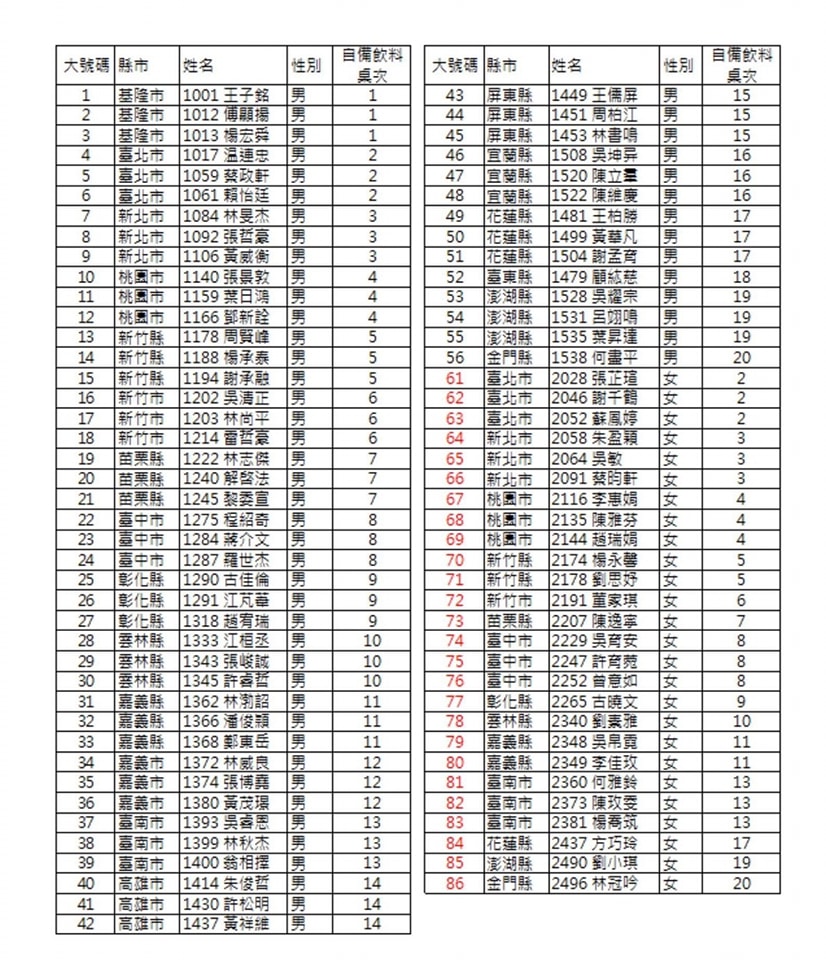 大號碼 縣市 姓名 性別 自備飲料桌次
1 基隆市 1001 王子銘 男 1
2 基隆市 1012 傅顯揚 男 1
3 基隆市 1013 楊宏舜 男 1
4 臺北市 1017 温連忠 男 2
5 臺北市 1059 蔡政軒 男 2
6 臺北市 1061 賴怡廷 男 2
7 新北市 1084 林旻杰 男 3
8 新北市 1092 張哲豪 男 3
9 新北市 1106 黃威衡 男 3
10 桃園市 1140 張景敦 男 4
11 桃園市 1159 葉日鴻 男 4
12 桃園市 1166 鄧新詮 男 4
13 新竹縣 1178 周賢峰 男 5
14 新竹縣 1188 楊承泰 男 5
15 新竹縣 1194 謝承融 男 5
16 新竹市 1202 吳清正 男 6
17 新竹市 1203 林尚平 男 6
18 新竹市 1214 雷哲豪 男 6
19 苗栗縣 1222 林志傑 男 7
20 苗栗縣 1240 解啓法 男 7
21 苗栗縣 1245 黎委宣 男 7
22 臺中市 1275 程紹奇 男 8
23 臺中市 1284 蔣介文 男 8
24 臺中市 1287 羅世杰 男 8
25 彰化縣 1290 古佳倫 男 9
26 彰化縣 1291 江芃華 男 9
27 彰化縣 1318 趙宥瑞 男 9
28 雲林縣 1333 江桓丞 男 10
29 雲林縣 1343 張峻誠 男 10
30 雲林縣 1345 許睿哲 男 10
31 嘉義縣 1362 林渤詔 男 11
32 嘉義縣 1366 潘俊穎 男 11
33 嘉義縣 1368 鄭東岳 男 11
34 嘉義市 1372 林威良 男 12
35 嘉義市 1374 張博堯 男 12
36 嘉義市 1380 黃茂環 男 12
37 臺南市 1393 吳睿恩 男 13
38 臺南市 1399 林秋杰 男 13
39 臺南市 1400 翁相擇 男 13
40 高雄市 1414 朱俊哲 男 14
41 高雄市 1430 許松明 男 14
42 高雄市 1437 黃祥維 男 14
大號碼 縣市 姓名 性別 自備飲料桌次
43 屏東縣 1449 王儒屏 男 15
44 屏東縣 1451 周柏江 男 15
45 屏東縣 1453 林書鳴 男 15
46 宜蘭縣 1508 吳坤昇 男 16
47 宜蘭縣 1520 陳立羣 男 16
48 宜蘭縣 1522 陳維慶 男 16
49 花蓮縣 1481 王柏勝 男 17
50 花蓮縣 1499 黃華凡 男 17
51 花蓮縣 1504 謝孟育 男 17
52 臺東縣 1479 顧紘慈 男 18
53 澎湖縣 1528 吳耀宗 男 19
54 澎湖縣 1531 呂翊鳴 男 19
55 澎湖縣 1535 葉昇達 男 19
56 金門縣 1538 何盡平 男 20
61 臺北市 2028 張芷瑄 女 2
62 臺北市 2046 謝千鶴 女 2
63 臺北市 2052 蘇鳳婷 女 2
64 新北市 2058 朱盈穎 女 3
65 新北市 2064 吳敏 女 3
66 新北市 2091 蔡昀軒 女 3
67 桃園市 2116 李惠娟 女 4
68 桃園市 2135 陳雅芬 女 4
69 桃園市 2144 趙瑞娟 女 4
70 新竹縣 2174 楊永馨 女 5
71 新竹縣 2178 劉思妤 女 5
72 新竹市 2191 董家琪 女 6
73 苗栗縣 2207 陳逸寧 女 7
74 臺中市 2229 吳育安 女 8
75 臺中市 2247 許育菀 女 8
76 臺中市 2252 曾意如 女 8
77 彰化縣 2265 古曉文 女 9
78 雲林縣 2340 劉素雅 女 10
79 嘉義縣 2348 吳帛霓 女 11
80 嘉義縣 2349 李佳玫 女 11
81 臺南市 2360 何雅鈴 女 13
82 臺南市 2373 陳玫雯 女 13
83 臺南市 2381 楊喬筑 女 13
84 花蓮縣 2437 方巧玲 女 17
85 澎湖縣 2490 劉小琪 女 19
86 金門縣 2496 林冠吟 女 20